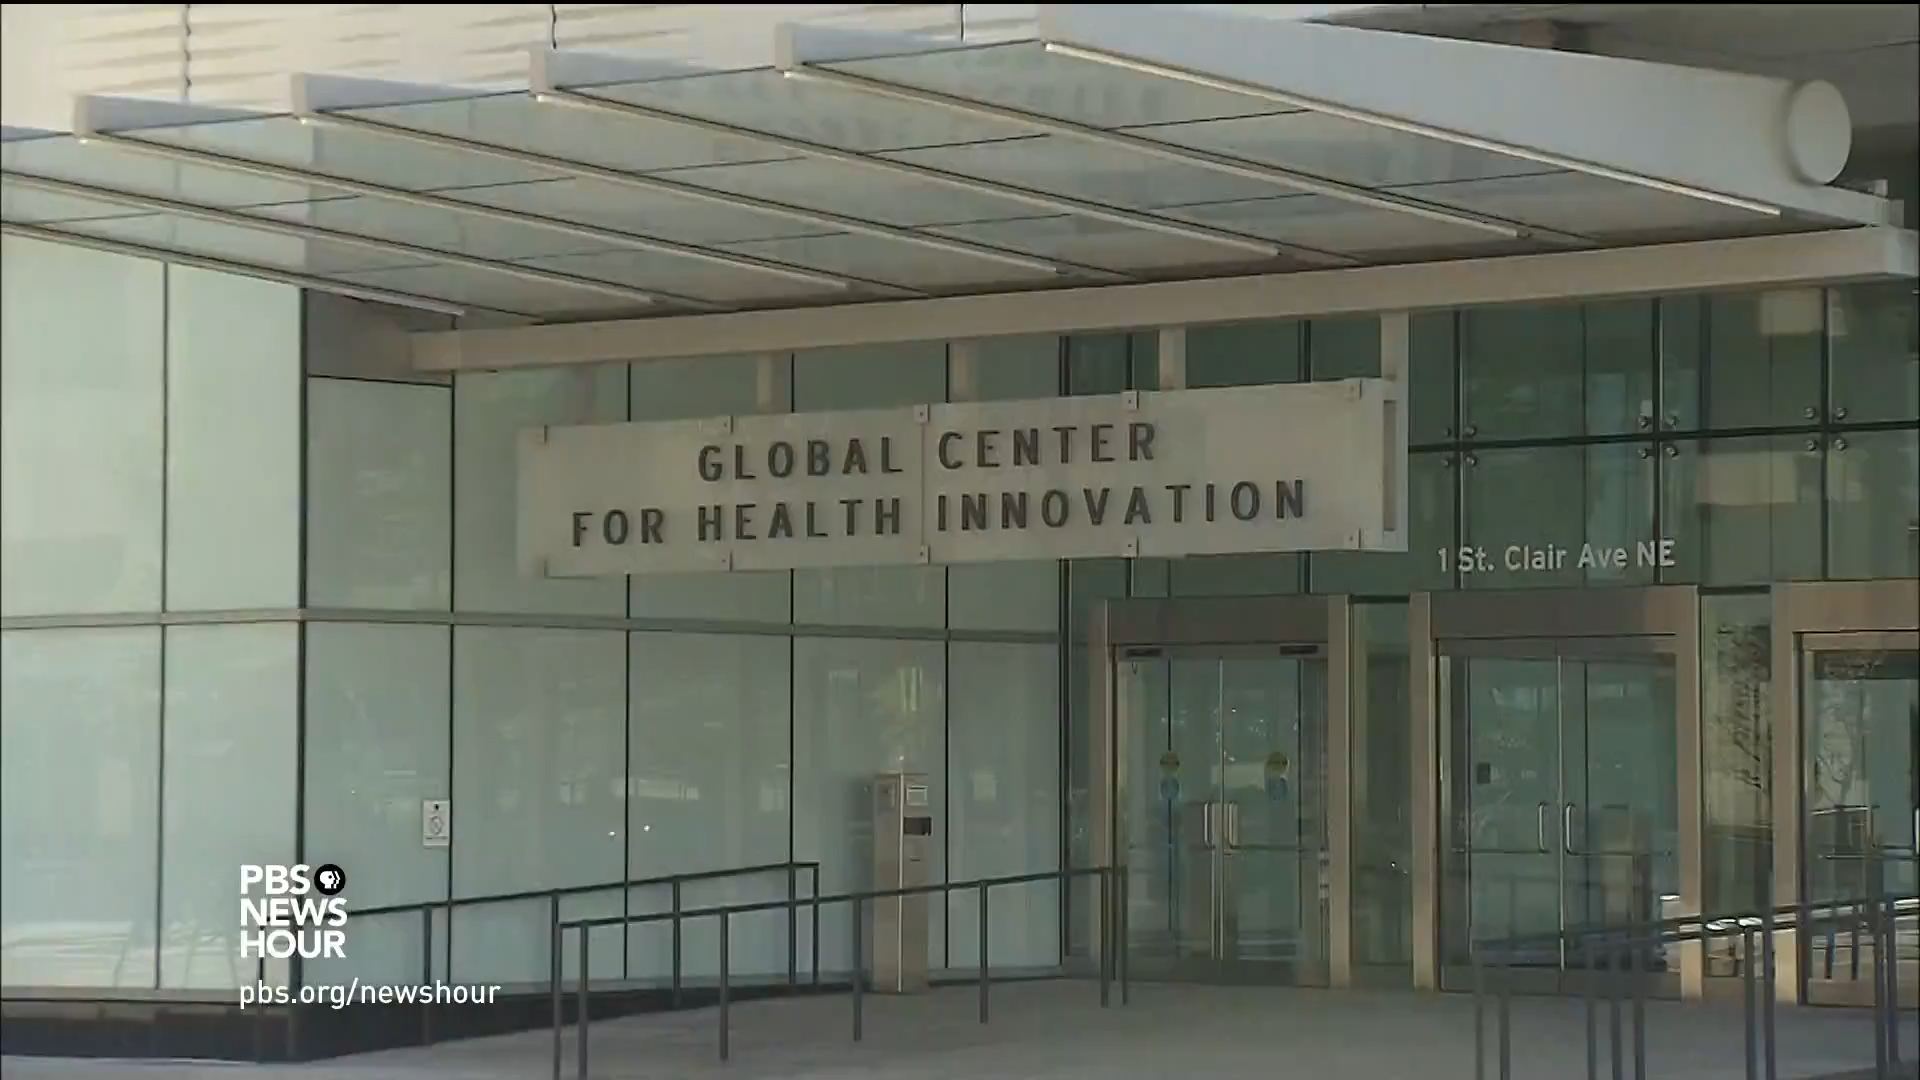 GLOBAL CENTER
FOR HEALTH INNOVATION
1 St. Clair Ave NE
PBS
NEWS
HOUR
pbs.org/newshour